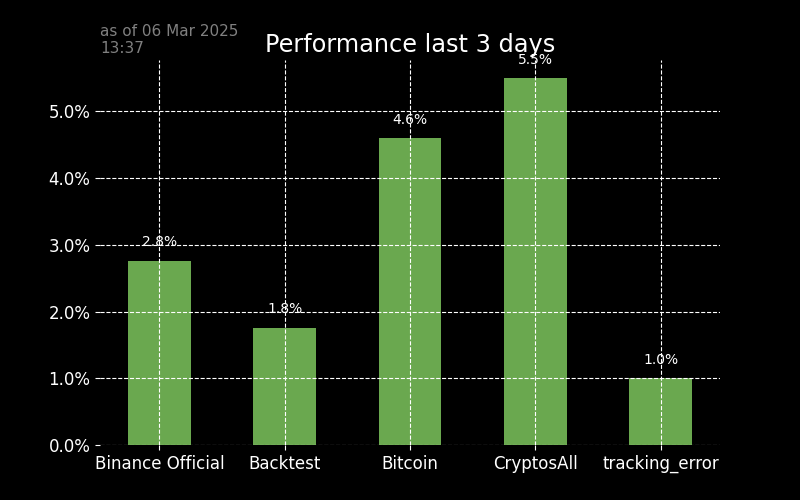 as of 06 Mar 2025
13:37
Performance last 3 days
5.5%
5.0%
4.6%
4.0%
3.0%
2.8%
2.0%
1.8%
1.0%
1.0%
0.0%
Binance Official
Backtest
Bitcoin
CryptosAll
tracking_error